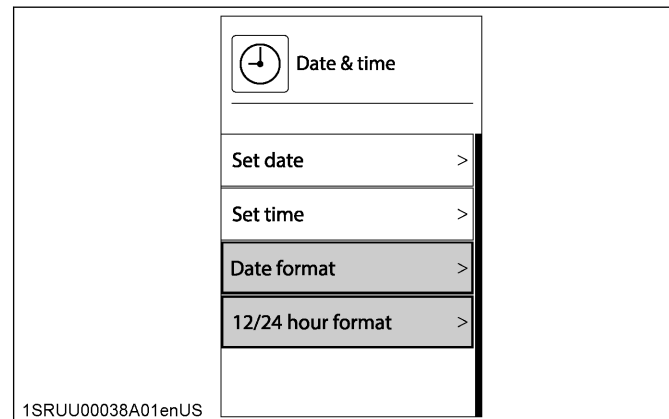 Date & time
Set date >
Set time >
Date format >
12/24 hour format >
1SRUU00038A01enUS